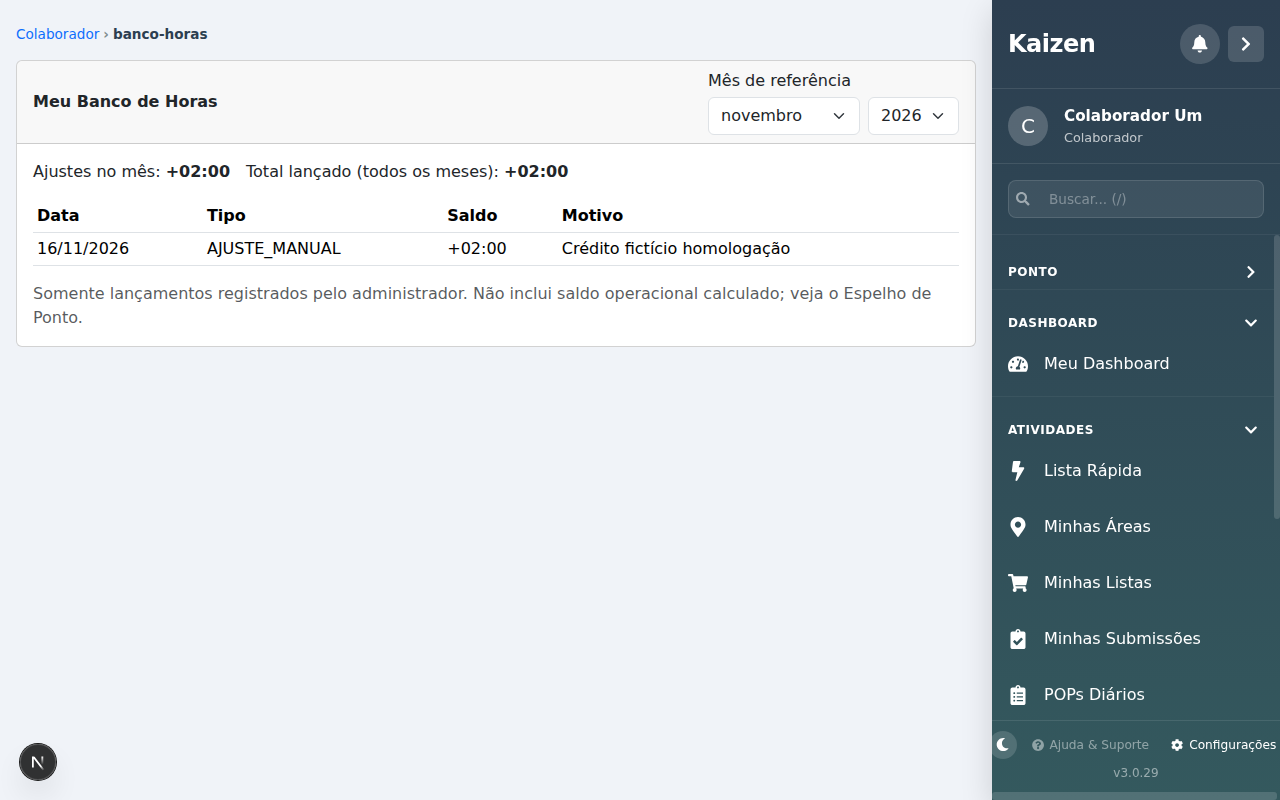 Colaborador › banco-horas
Meu Banco de Horas
Mês de referência
novembro
2026
Ajustes no mês: +02:00 Total lançado (todos os meses): +02:00
Data Tipo Saldo Motivo
16/11/2026 AJUSTE_MANUAL +02:00 Crédito fictício homologação
Somente lançamentos registrados pelo administrador. Não inclui saldo operacional calculado; veja o Espelho de
Ponto.
N
Kaizen
C
Colaborador Um
Colaborador
Buscar... (/)
PONTO
DASHBOARD
Meu Dashboard
ATIVIDADES
Lista Rápida
Minhas Áreas
Minhas Listas
Minhas Submissões
POPs Diários
Ajuda & Suporte
Configurações
v3.0.29